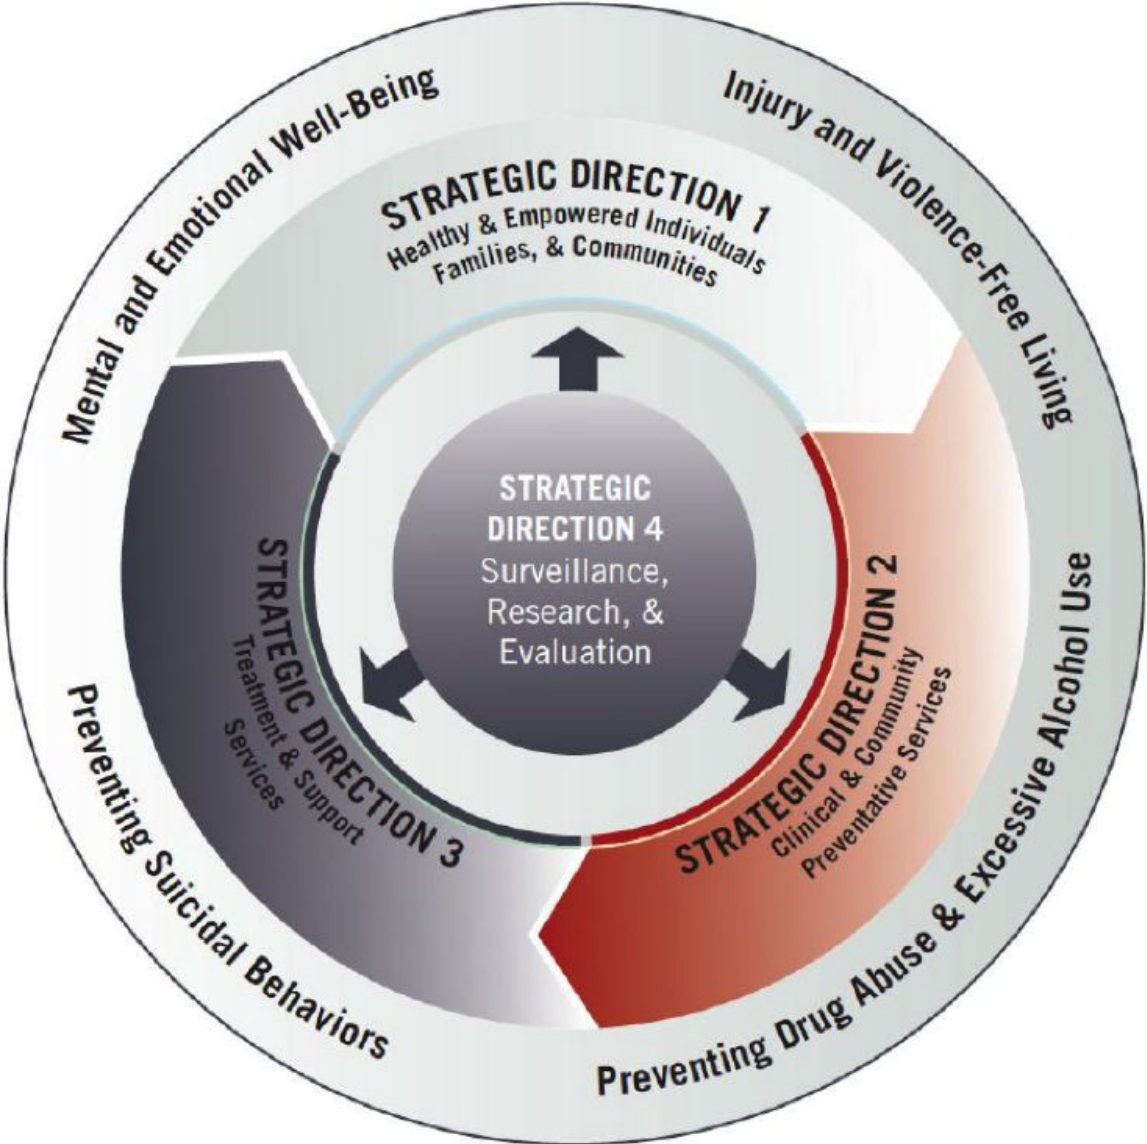 Mental and Emotional Well-Being
Injury and Violence-Free Living
STRATEGIC DIRECTION 1
Healthy & Empowered Individuals
Families, & Communities
STRATEGIC
DIRECTION 4
Surveillance,
Research, &
Evaluation
STRATEGIC DIRECTION 2
Clinical & Community
Preventative Services
STRATEGIC DIRECTION 3
Treatment & Support
Services
Preventing Suicidal Behaviors
Preventing Drug Abuse & Excessive Alcohol Use